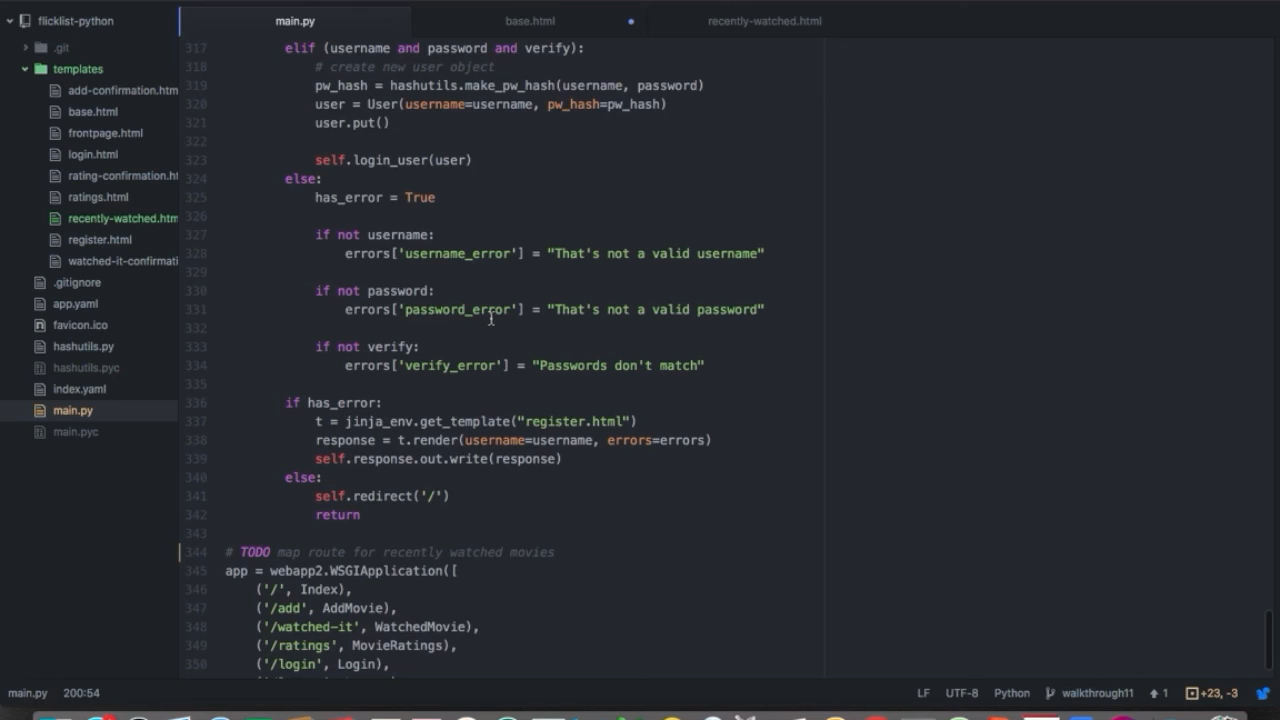 flicklist-python
.git
templates
add-confirmation.htm
base.html
frontpage.html
login.html
rating-confirmation.ht
ratings.html
recently-watched.htm
register.html
watched-it-confirmati
.gitignore
app.yaml
favicon.ico
hashutils.py
hashutils.pyc
index.yaml
main.py
main.pyc
main.py base.html recently-watched.html
317 elif (username and password and verify):
318 # create new user object
319 pw_hash = hashutils.make_pw_hash(username, password)
320 user = User(username=username, pw_hash=pw_hash)
321 user.put()
322
323 self.login_user(user)
324 else:
325 has_error = True
326
327 if not username:
328 errors['username_error'] = "That's not a valid username"
329
330 if not password:
331 errors['password_error'] = "That's not a valid password"
332
333 if not verify:
334 errors['verify_error'] = "Passwords don't match"
335
336 if has_error:
337 t = jinja_env.get_template("register.html")
338 response = t.render(username=username, errors=errors)
339 self.response.out.write(response)
340 else:
341 self.redirect('/')
342 return
343
344 # TODO map route for recently watched movies
345 app = webapp2.WSGIApplication([
346 ('/', Index),
347 ('/add', AddMovie),
348 ('/watched-it', WatchedMovie),
349 ('/ratings', MovieRatings),
350 ('/login', Login),
main.py 200:54 LF UTF-8 Python walkthrough11 1 +23, -3